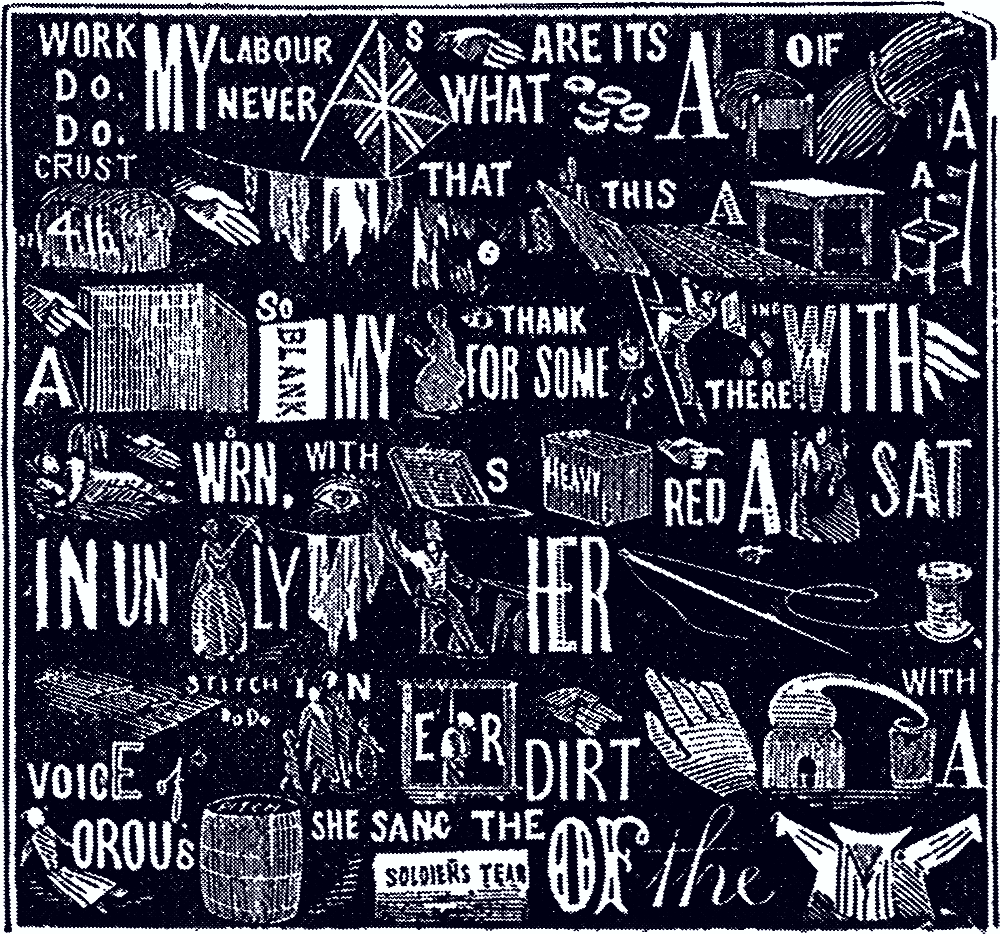 WORK MY LABOUR S ARE ITS A OF
DO. NEVER WHAT A
DO.
CRUST THAT THIS A A
4lb
So THANK
BLANK MY FOR SOME S WITH
A THERE
WRN, WITH S HEAVY RED A SAT
o
IN UN LY HER
STITCH WITH
DO DO
VOICE of E R DIRT A
OROUS SHE SANG THE OF the
SOLDIER'S TEAR